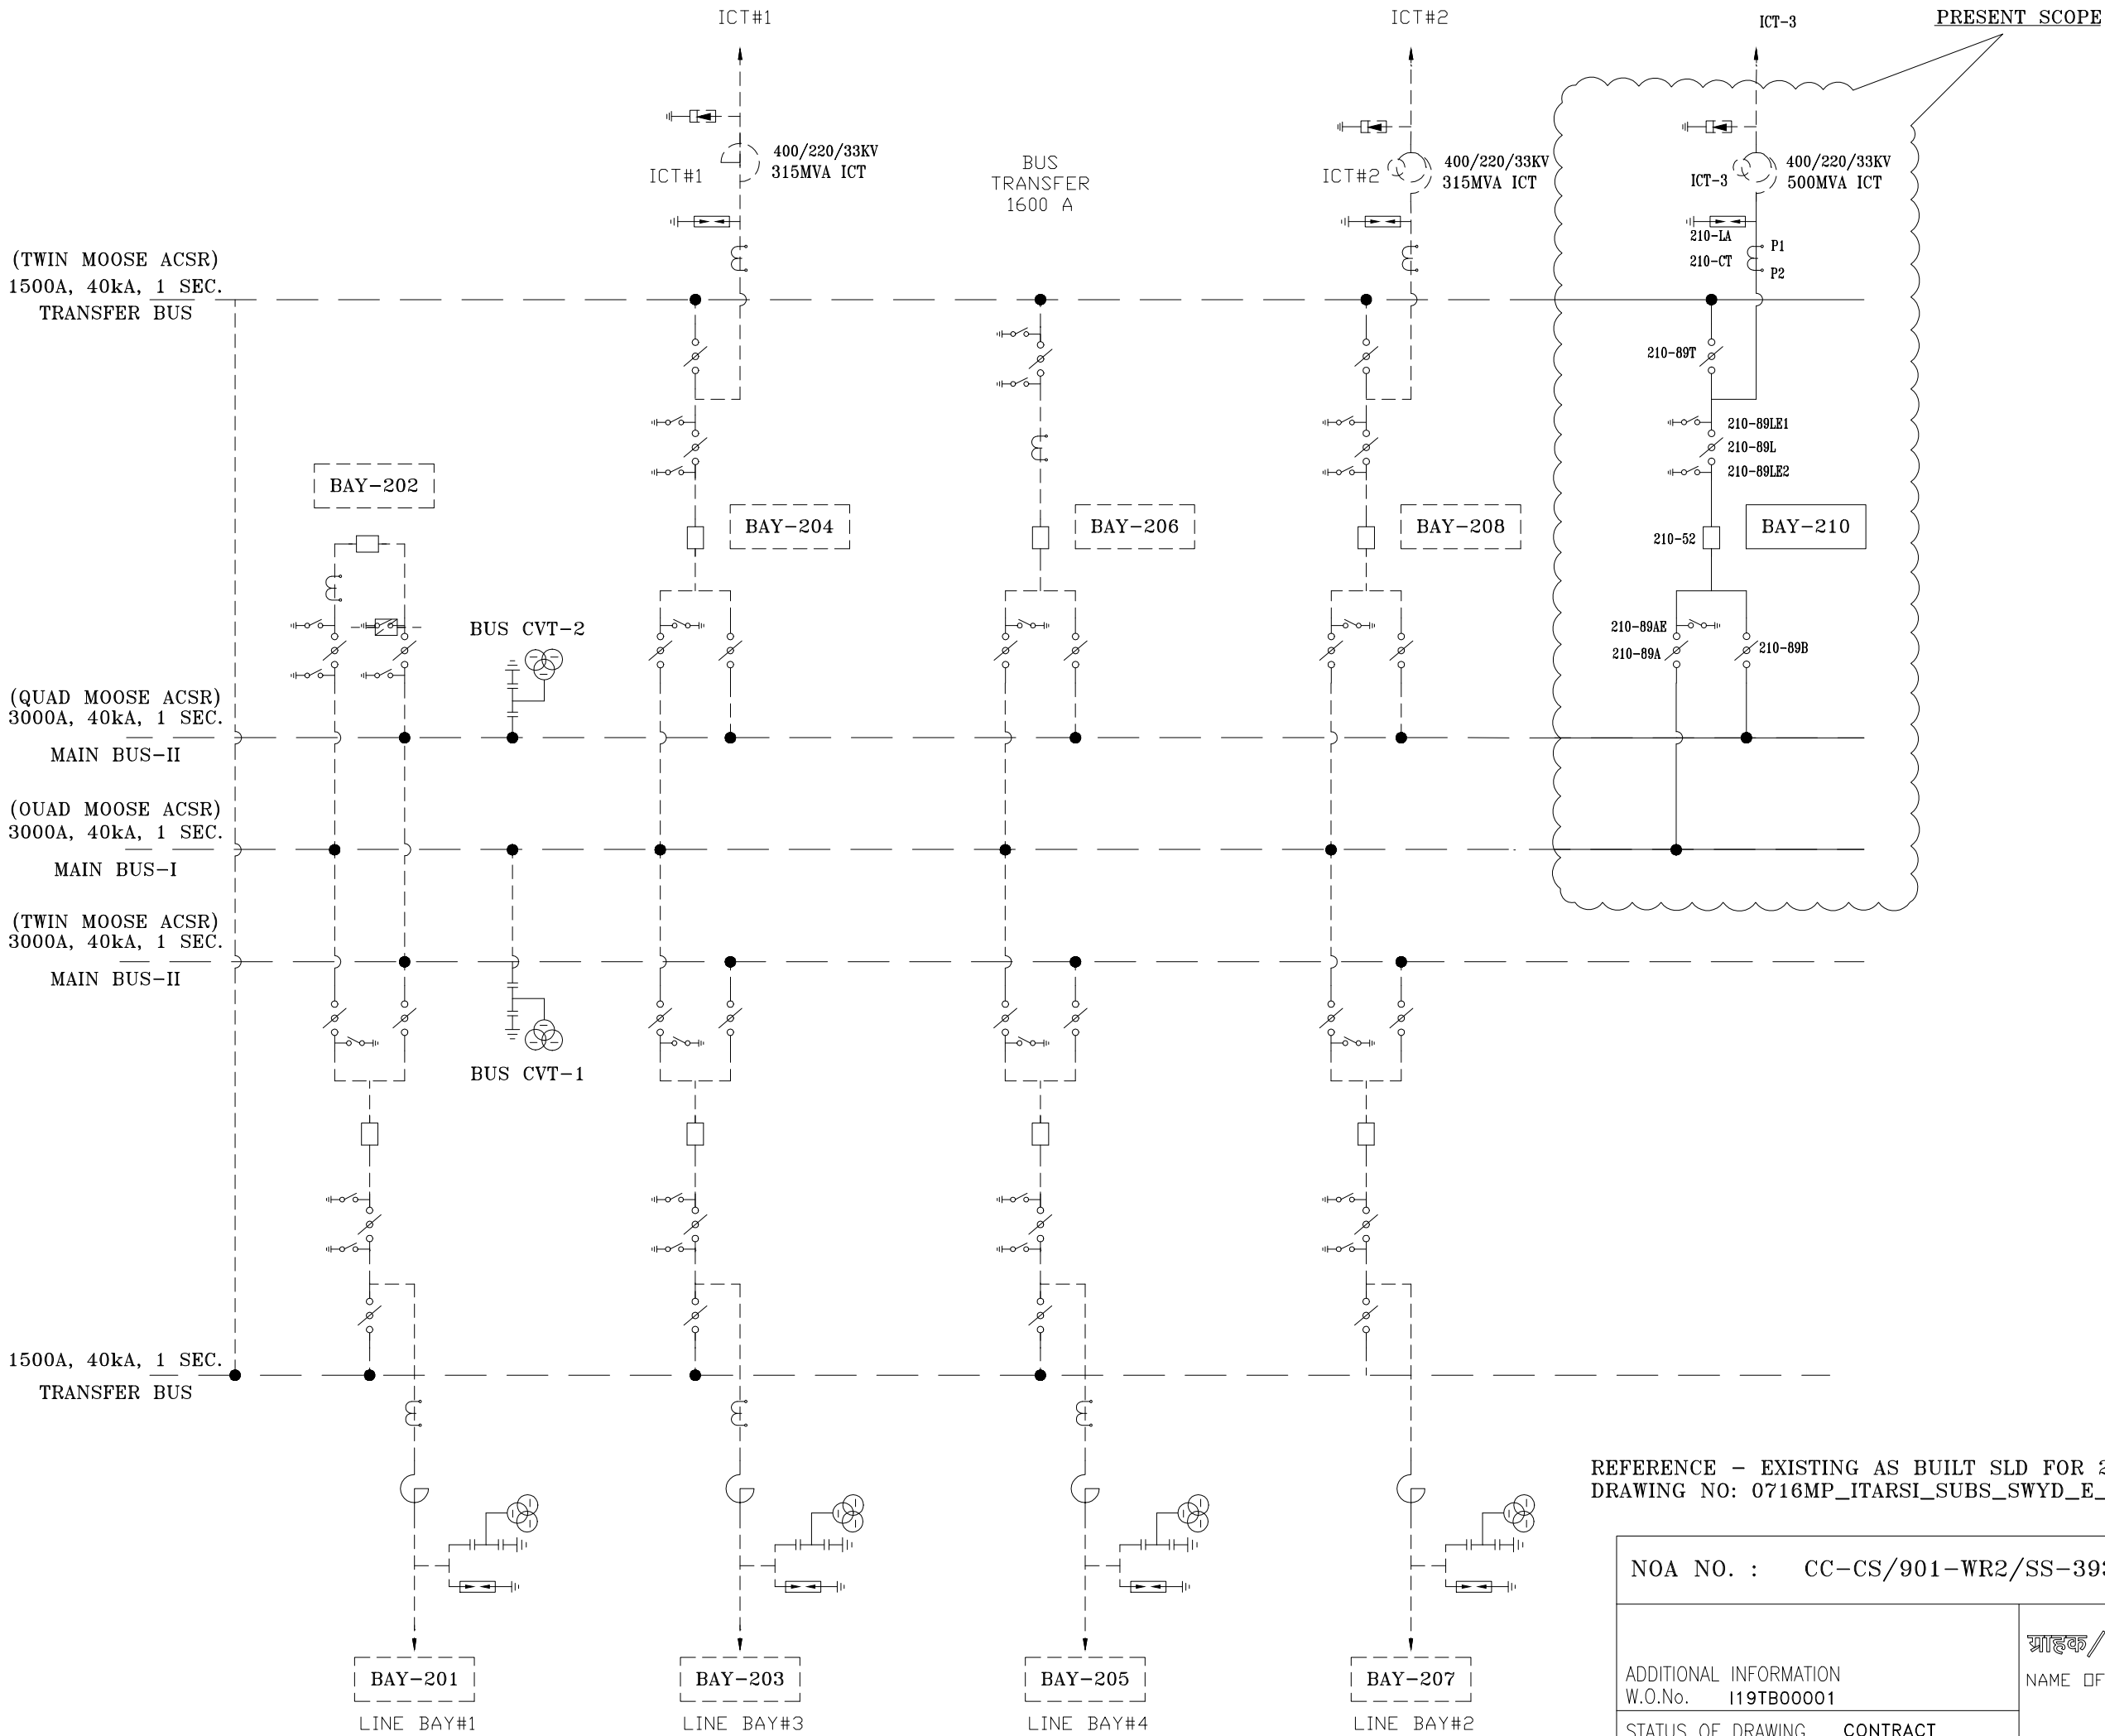 ICT#1
ICT#2
ICT-3
PRESENT SCOPE
400/220/33KV
315MVA ICT
ICT#1
BUS
TRANSFER
1600 A
400/220/33KV
315MVA ICT
ICT#2
400/220/33KV
500MVA ICT
ICT-3
210-LA
210-CT
P1
P2
(TWIN MOOSE ACSR)
1500A, 40kA, 1 SEC.
TRANSFER BUS
210-89T
210-89LE1
210-89L
210-89LE2
BAY-202
BAY-204
BAY-206
BAY-208
210-52
BAY-210
BUS CVT-2
210-89AE
210-89A
210-89B
(QUAD MOOSE ACSR)
3000A, 40kA, 1 SEC.
MAIN BUS-II
(OUAD MOOSE ACSR)
3000A, 40kA, 1 SEC.
MAIN BUS-I
(TWIN MOOSE ACSR)
3000A, 40kA, 1 SEC.
MAIN BUS-II
BUS CVT-1
1500A, 40kA, 1 SEC.
TRANSFER BUS
REFERENCE - EXISTING AS BUILT SLD FOR 2
DRAWING NO: 0716MP_ITARSI_SUBS_SWYD_E_
NOA NO. : CC-CS/901-WR2/SS-393
ग्राहक/
NAME OF
ADDITIONAL INFORMATION
W.O.No. I19TB00001
STATUS OF DRAWING CONTRACT
BAY-201
LINE BAY#1
BAY-203
LINE BAY#3
BAY-205
LINE BAY#4
BAY-207
LINE BAY#2